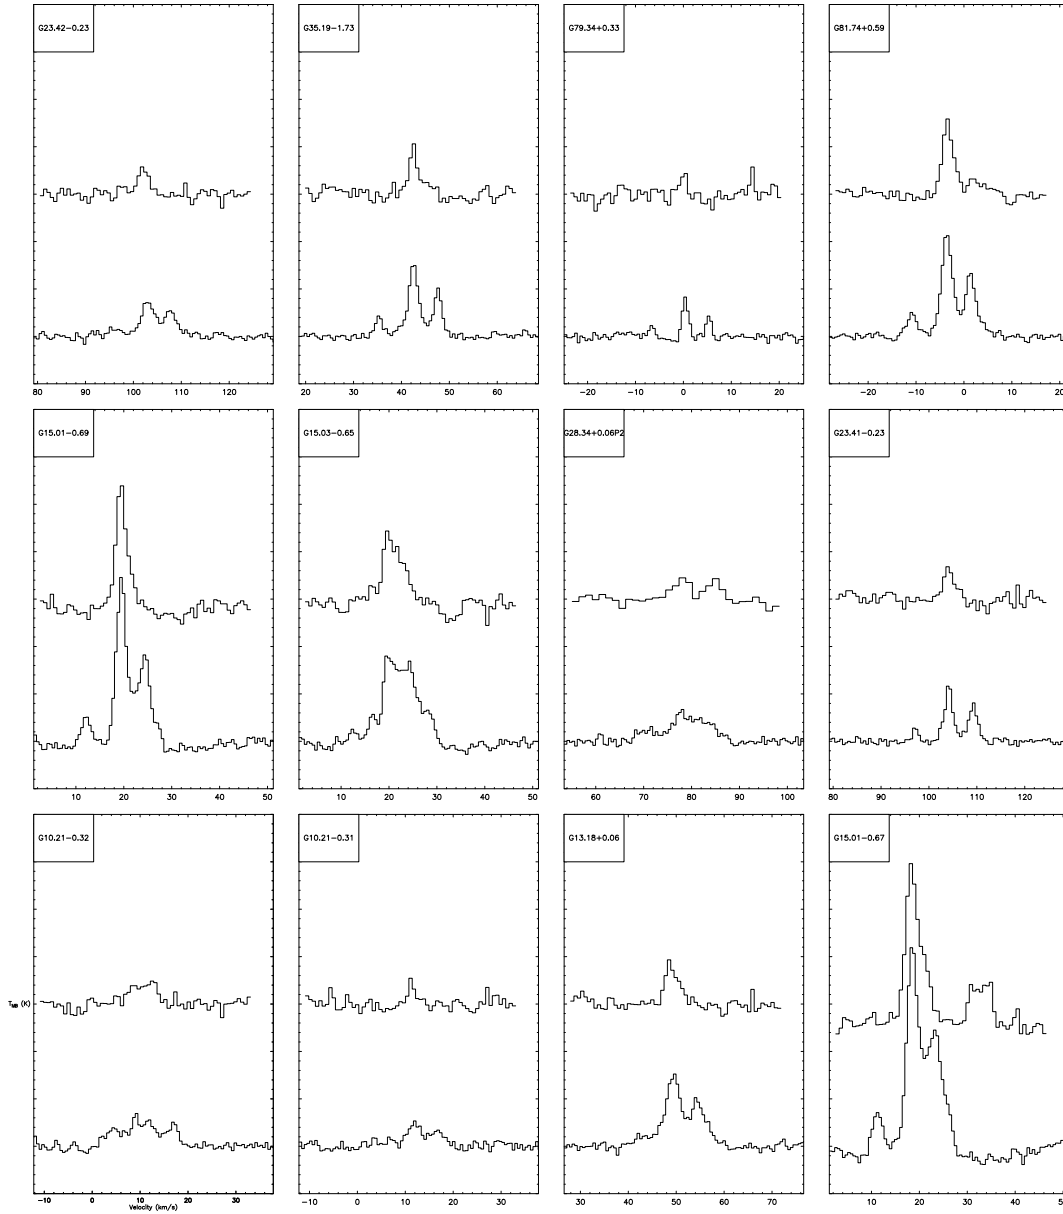 G23.42−0.23 G35.19−1.73 G79.34+0.33 G81.74+0.59
80 90 100 110 120 20 30 40 50 60 −20 −10 0 10 20 −20 −10 0 10 20
G15.01−0.69 G15.03−0.65 G28.34+0.06P2 G23.41−0.23
10 20 30 40 50 10 20 30 40 50 60 70 80 90 100 80 90 100 110 120
G10.21−0.32 G10.21−0.31 G13.18+0.06 G15.01−0.67
T_MB (K)
−10 0 10 20 30 −10 0 10 20 30 30 40 50 60 70 10 20 30 40 50
Velocity (km/s)